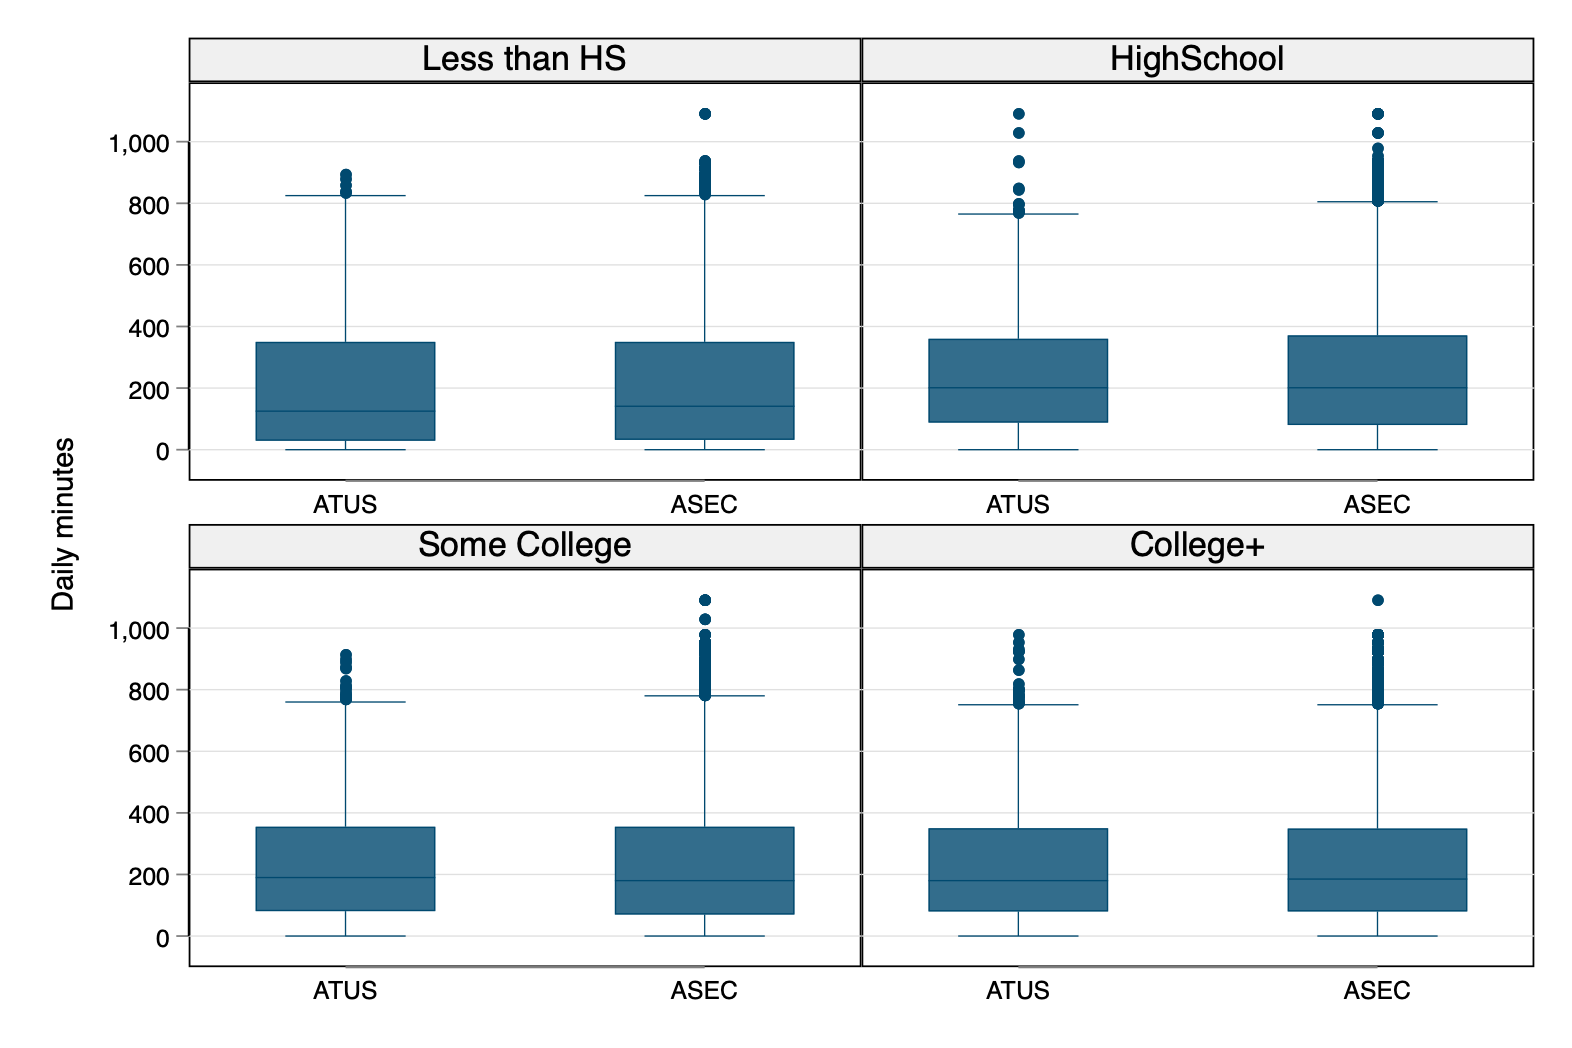 Less than HS
HighSchool
1,000
800
600
400
200
0
ATUS
ASEC
ATUS
ASEC
Daily minutes
Some College
College+
1,000
800
600
400
200
0
ATUS
ASEC
ATUS
ASEC